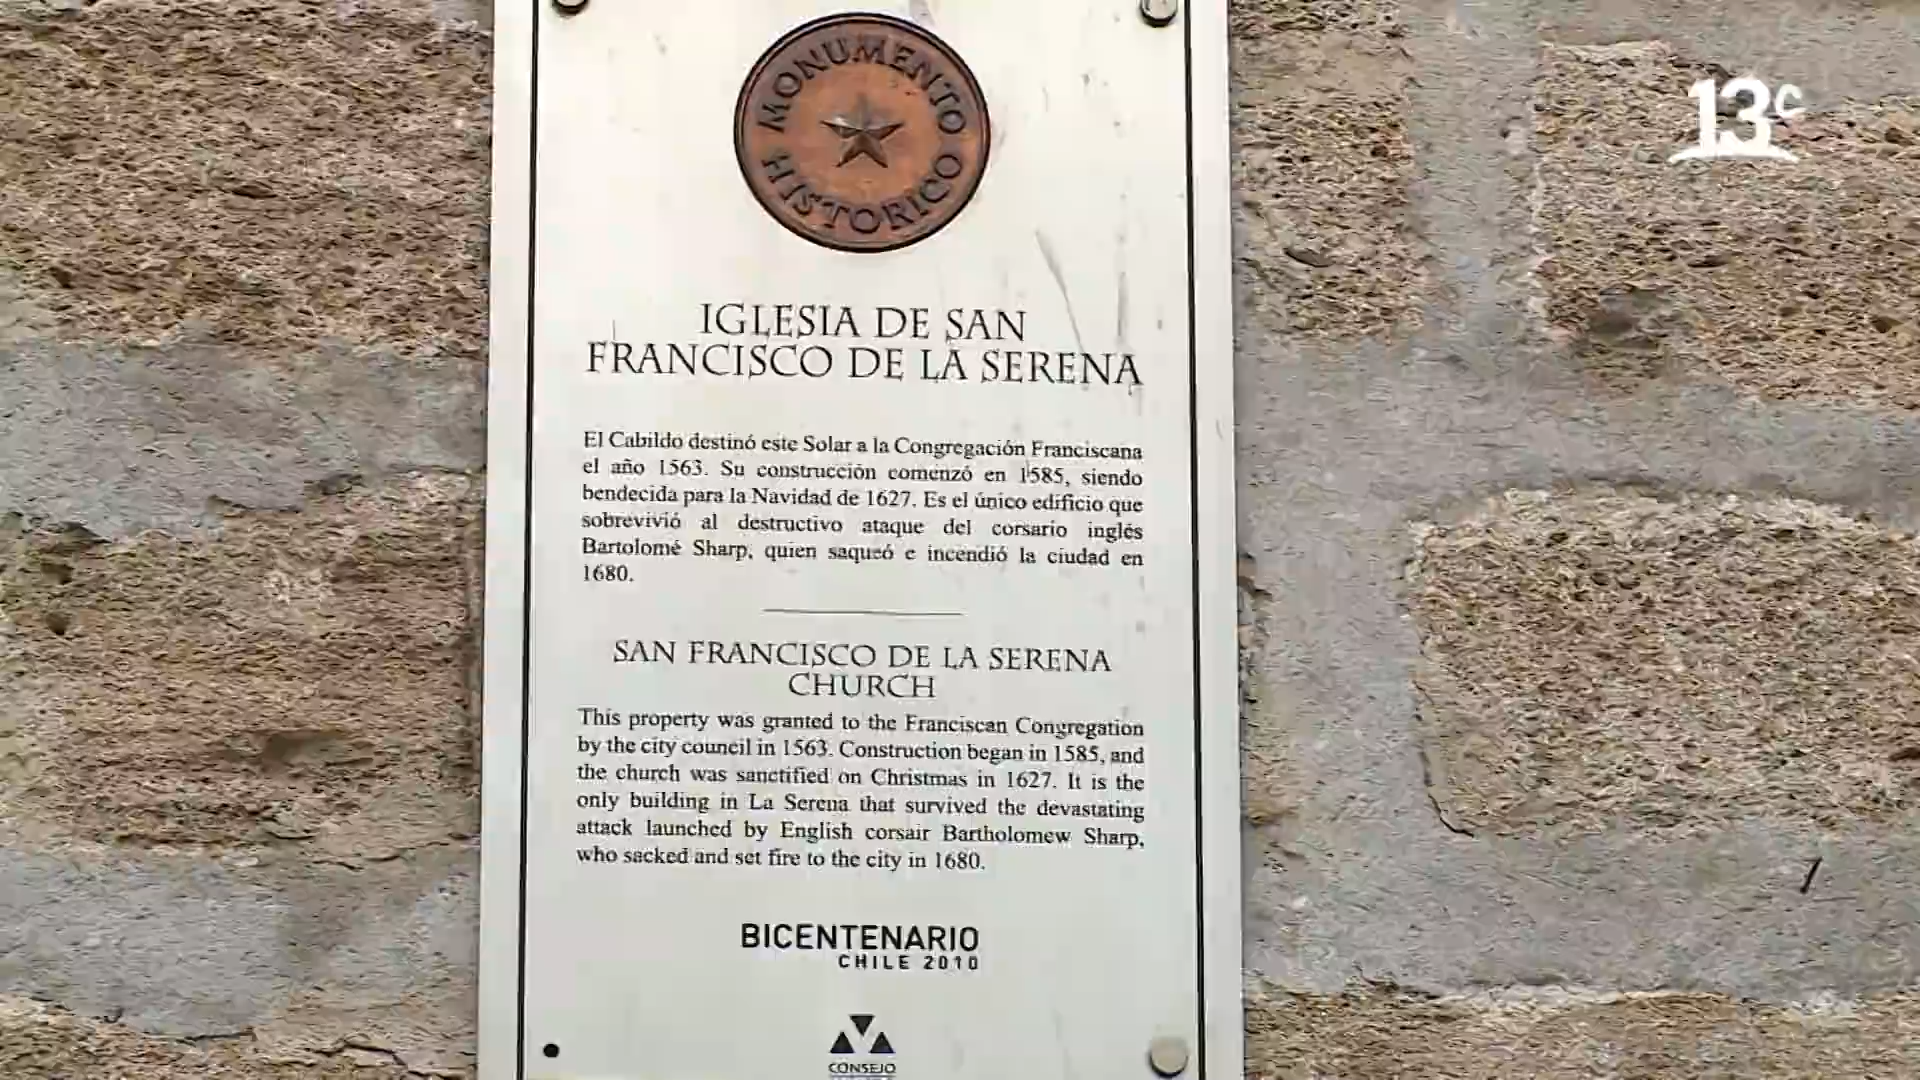 MONUMENTO
HISTORICO
13C
IGLESIA DE SAN
FRANCISCO DE LA SERENA
El Cabildo destinó este Solar a la Congregación Franciscana
el año 1563. Su construcción comenzó en 1585, siendo
bendecida para la Navidad de 1627. Es el único edificio que
sobrevivió al destructivo ataque del corsario inglés
Bartolomé Sharp, quien saqueó e incendió la ciudad en
1680.
SAN FRANCISCO DE LA SERENA
CHURCH
This property was granted to the Franciscan Congregation
by the city council in 1563. Construction began in 1585, and
the church was sanctified on Christmas in 1627. It is the
only building in La Serena that survived the devastating
attack launched by English corsair Bartholomew Sharp,
who sacked and set fire to the city in 1680.
BICENTENARIO
CHILE 2010
CONSEJO